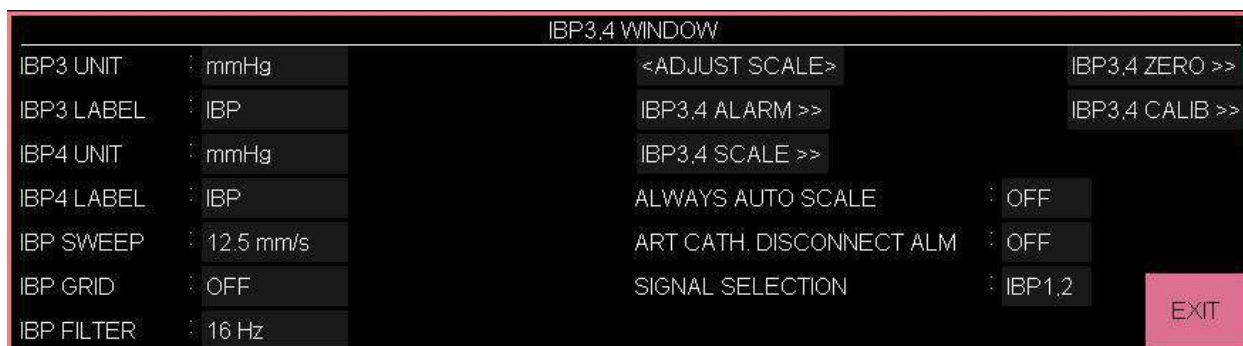 IBP3,4 WINDOW
IBP3 UNIT : mmHg <ADJUST SCALE> IBP3,4 ZERO >>
IBP3 LABEL : IBP IBP3,4 ALARM >> IBP3,4 CALIB >>
IBP4 UNIT : mmHg IBP3,4 SCALE >>
IBP4 LABEL : IBP ALWAYS AUTO SCALE : OFF
IBP SWEEP : 12.5 mm/s ART CATH. DISCONNECT ALM : OFF
IBP GRID : OFF SIGNAL SELECTION : IBP1,2
IBP FILTER : 16 Hz EXIT